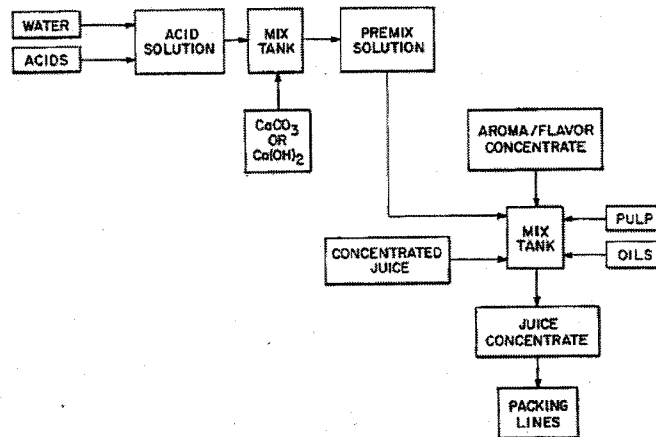 WATER
ACIDS
ACID
SOLUTION
MIX
TANK
PREMIX
SOLUTION
CaCO3
OR
Ca(OH)2
AROMA/FLAVOR
CONCENTRATE
MIX
TANK
PULP
OILS
CONCENTRATED
JUICE
JUICE
CONCENTRATE
PACKING
LINES